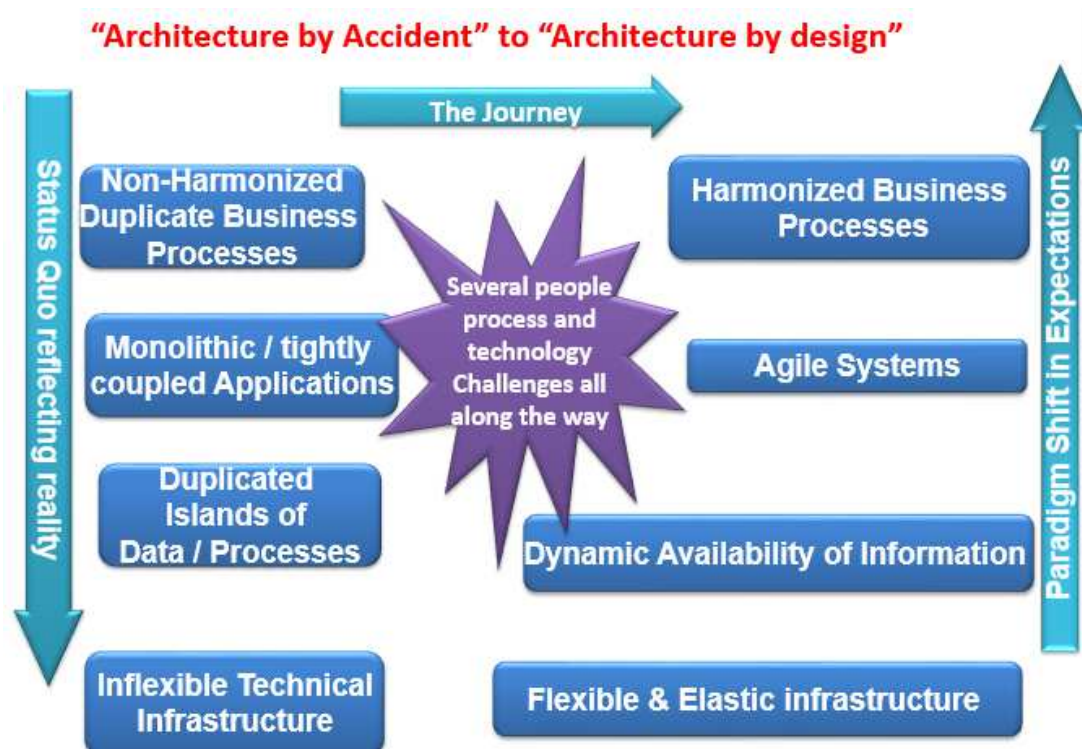 “Architecture by Accident” to “Architecture by design”
The Journey
Status Quo reflecting reality
Non-Harmonized
Duplicate Business
Processes
Monolithic / tightly
coupled Applications
Duplicated
Islands of
Data / Processes
Inflexible Technical
Infrastructure
Several people
process and
technology
Challenges all
along the way
Harmonized Business
Processes
Agile Systems
Dynamic Availability of Information
Flexible & Elastic infrastructure
Paradigm Shift in Expectations